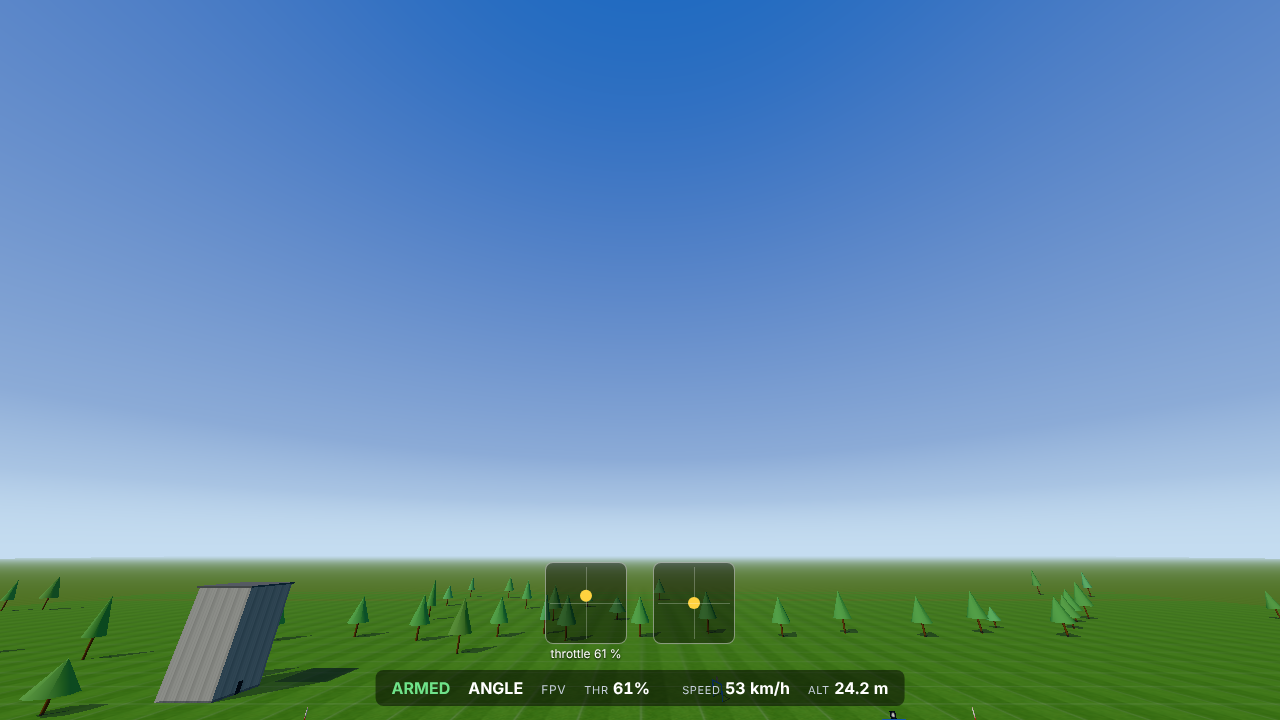 throttle 61 %
ARMED ANGLE FPV THR 61% SPEED 53 km/h ALT 24.2 m